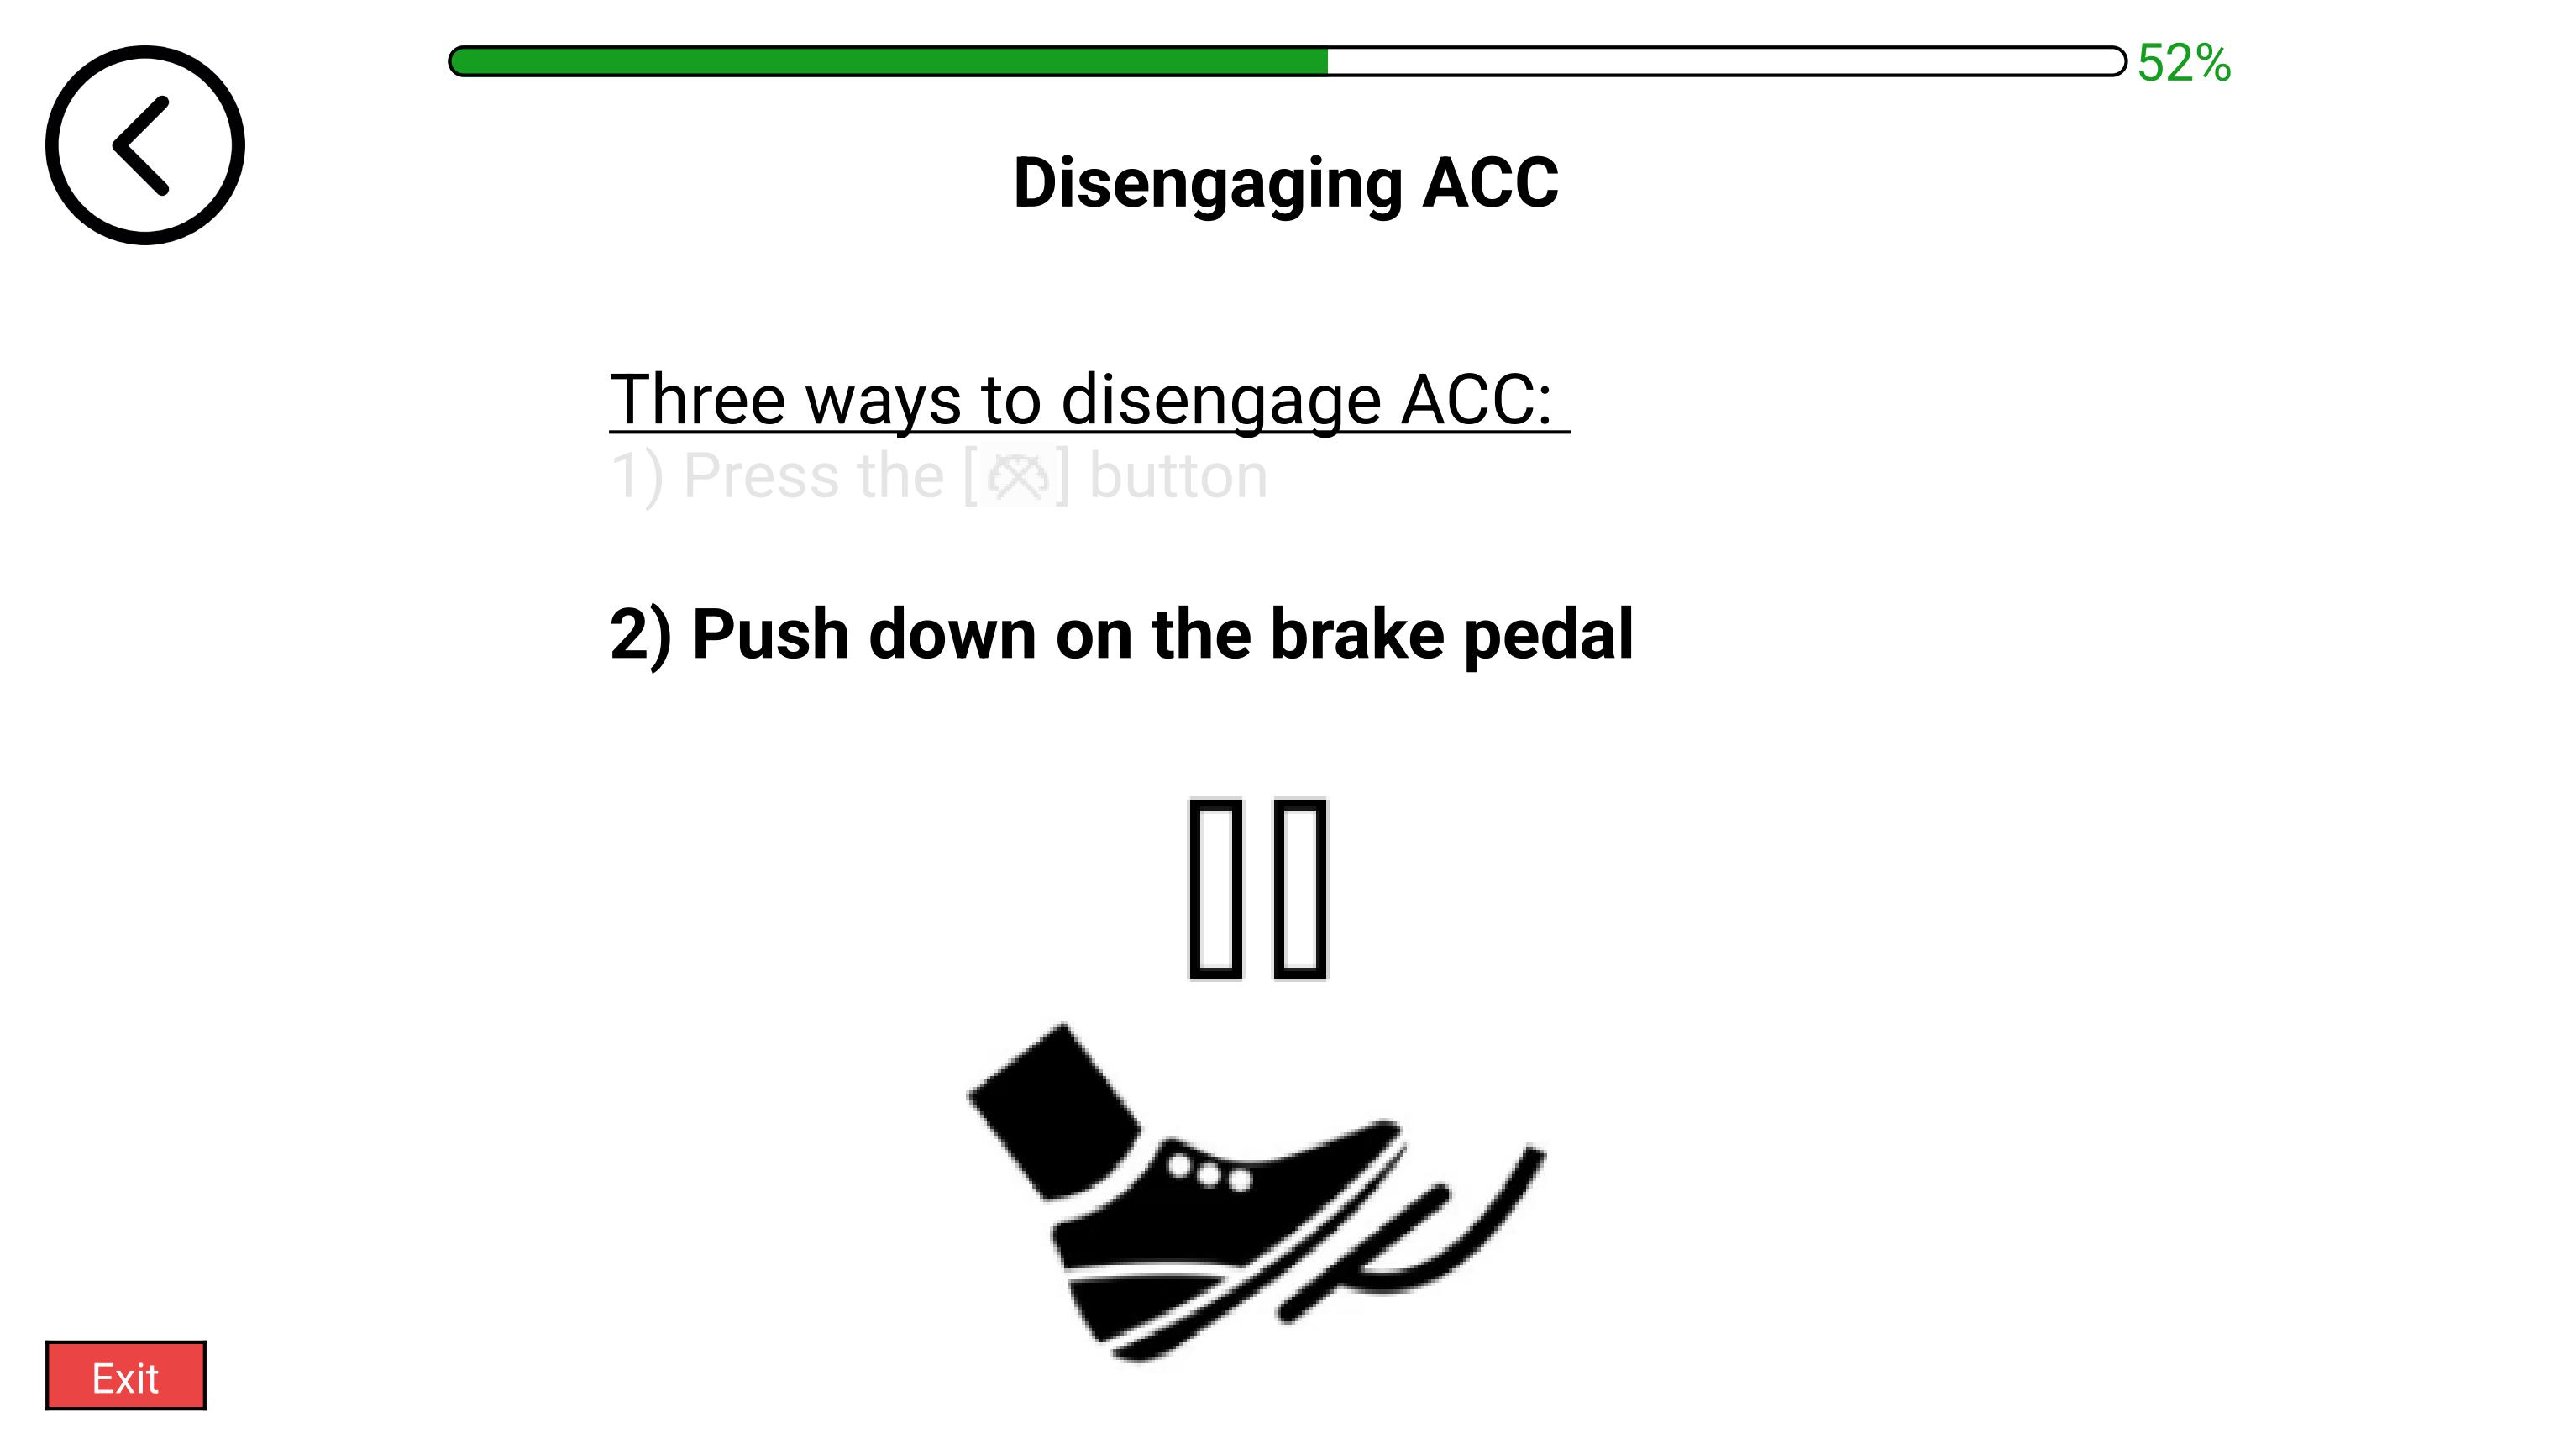 52%
Disengaging ACC
Three ways to disengage ACC:
1) Press the [ ] button
2) Push down on the brake pedal
Exit